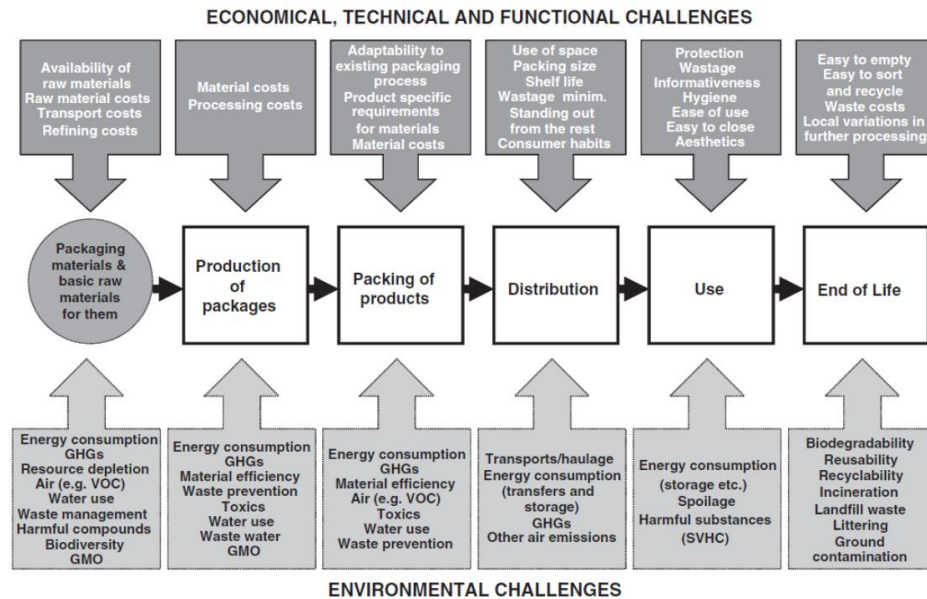 ECONOMICAL, TECHNICAL AND FUNCTIONAL CHALLENGES
Availability of
raw materials
Raw material costs
Transport costs
Refining costs
Material costs
Processing costs
Adaptability to
existing packaging
process
Product specific
requirements
for materials
Material costs
Use of space
Packing size
Shelf life
Wastage minim.
Standing out
from the rest
Consumer habits
Protection
Wastage
Informativeness
Hygiene
Ease of use
Easy to close
Aesthetics
Easy to empty
Easy to sort
and recycle
Waste costs
Local variations in
further processing
Packaging
materials &
basic raw
materials
for them
Production
of
packages
Packing of
products
Distribution
Use
End of Life
Energy consumption
GHGs
Resource depletion
Air (e.g. VOC)
Water use
Waste management
Harmful compounds
Biodiversity
GMO
Energy consumption
GHGs
Material efficiency
Waste prevention
Toxics
Water use
Waste water
GMO
Energy consumption
GHGs
Material efficiency
Air (e.g. VOC)
Toxics
Water use
Waste prevention
Transports/haulage
Energy consumption
(transfers and
storage)
GHGs
Other air emissions
Energy consumption
(storage etc.)
Spoilage
Harmful substances
(SVHC)
Biodegradability
Reusability
Recyclability
Incineration
Landfill waste
Littering
Ground
contamination
ENVIRONMENTAL CHALLENGES